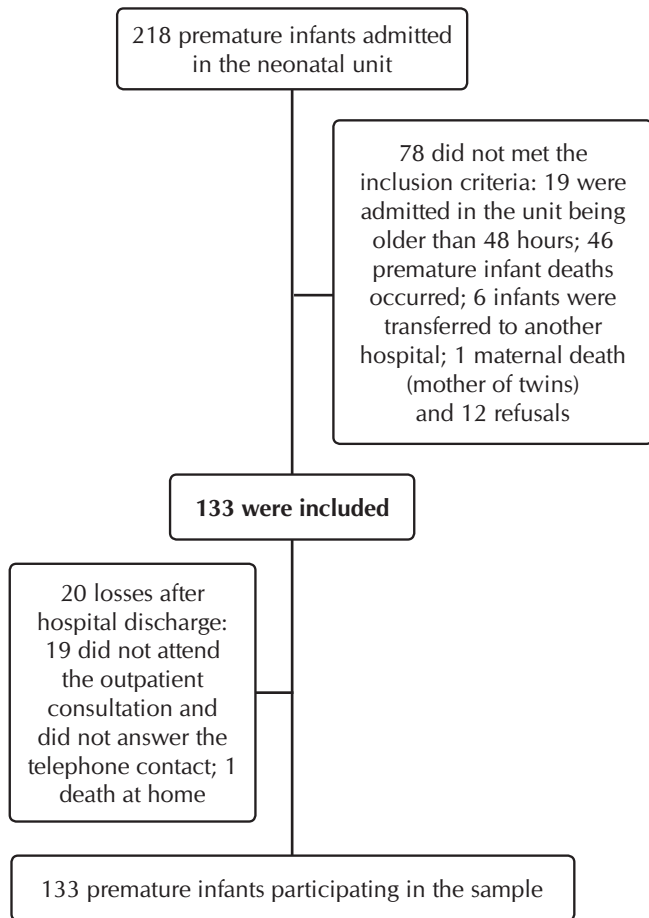 218 premature infants admitted
in the neonatal unit
78 did not met the
inclusion criteria: 19 were
admitted in the unit being
older than 48 hours; 46
premature infant deaths
occurred; 6 infants were
transferred to another
hospital; 1 maternal death
(mother of twins)
and 12 refusals
133 were included
20 losses after
hospital discharge:
19 did not attend
the outpatient
consultation and
did not answer the
telephone contact; 1
death at home
133 premature infants participating in the sample